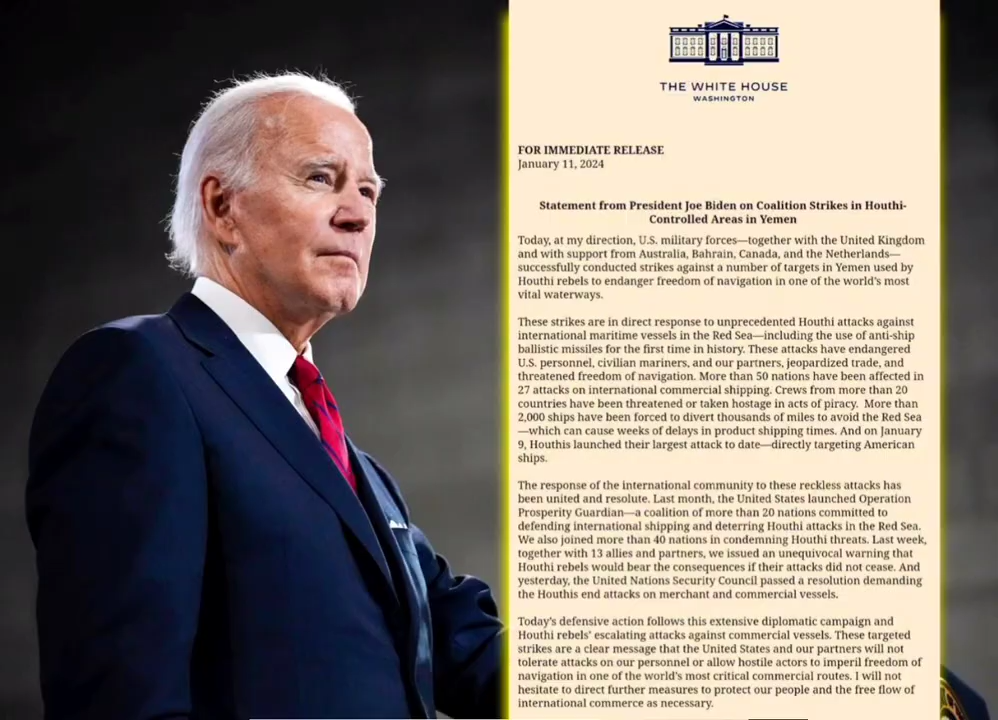 THE WHITE HOUSE
WASHINGTON
FOR IMMEDIATE RELEASE
January 11, 2024
Statement from President Joe Biden on Coalition Strikes in Houthi-
Controlled Areas in Yemen
Today, at my direction, U.S. military forces—together with the United Kingdom
and with support from Australia, Bahrain, Canada, and the Netherlands—
successfully conducted strikes against a number of targets in Yemen used by
Houthi rebels to endanger freedom of navigation in one of the world's most
vital waterways.
These strikes are in direct response to unprecedented Houthi attacks against
international maritime vessels in the Red Sea—including the use of anti-ship
ballistic missiles for the first time in history. These attacks have endangered
U.S. personnel, civilian mariners, and our partners, jeopardized trade, and
threatened freedom of navigation. More than 50 nations have been affected in
27 attacks on international commercial shipping. Crews from more than 20
countries have been threatened or taken hostage in acts of piracy.  More than
2,000 ships have been forced to divert thousands of miles to avoid the Red Sea
—which can cause weeks of delays in product shipping times. And on January
9, Houthis launched their largest attack to date—directly targeting American
ships.
The response of the international community to these reckless attacks has
been united and resolute. Last month, the United States launched Operation
Prosperity Guardian—a coalition of more than 20 nations committed to
defending international shipping and deterring Houthi attacks in the Red Sea.
We also joined more than 40 nations in condemning Houthi threats. Last week,
together with 13 allies and partners, we issued an unequivocal warning that
Houthi rebels would bear the consequences if their attacks did not cease. And
yesterday, the United Nations Security Council passed a resolution demanding
the Houthis end attacks on merchant and commercial vessels.
Today's defensive action follows this extensive diplomatic campaign and
Houthi rebels' escalating attacks against commercial vessels. These targeted
strikes are a clear message that the United States and our partners will not
tolerate attacks on our personnel or allow hostile actors to imperil freedom of
navigation in one of the world's most critical commercial routes. I will not
hesitate to direct further measures to protect our people and the free flow of
international commerce as necessary.